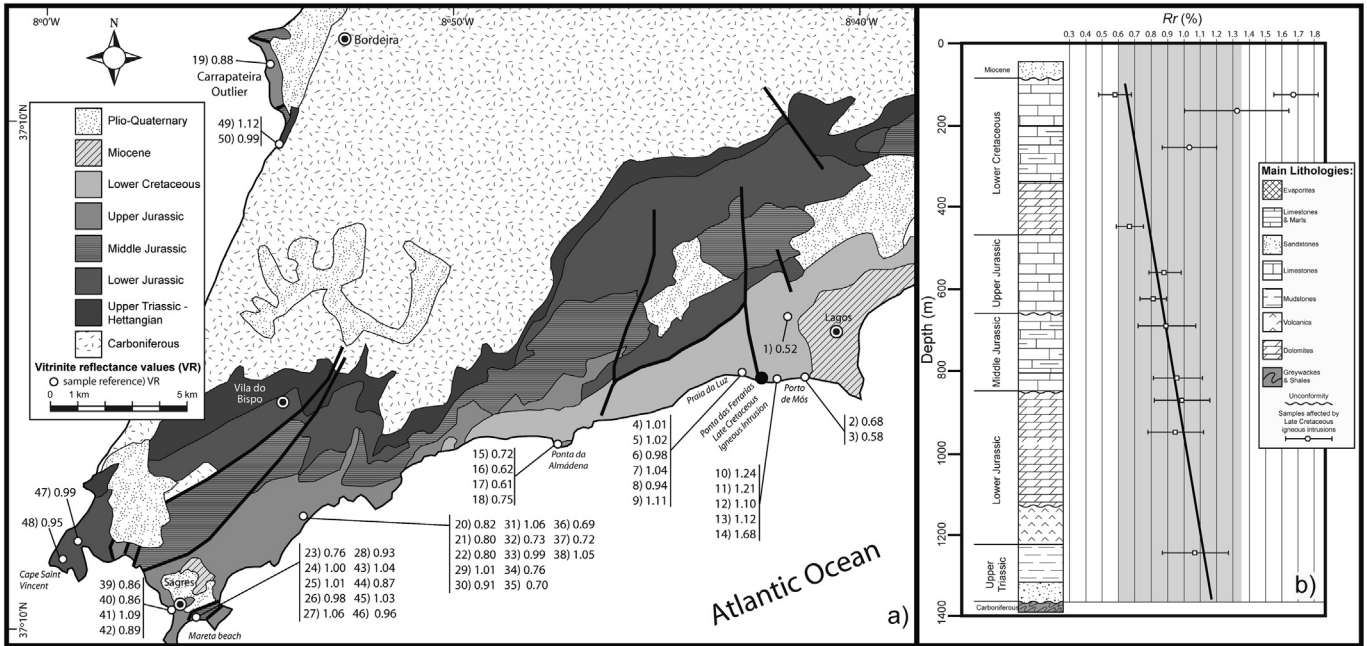 8º0'W
8º50'W
8º40'W
N
Bordeira
19) 0.88
Carrapateira
Outlier
37º10'N
49) 1.12
50) 0.99
Plio-Quaternary
Miocene
Lower Cretaceous
Upper Jurassic
Middle Jurassic
Lower Jurassic
Upper Triassic -
Hettangian
Carboniferous
Vitrinite reflectance values (VR)
sample reference) VR
0 1 km 5 km
Vila do
Bispo
Lagos
1) 0.52
Praia da Luz
Ponta das Ferrarias
Late Cretaceous
Igneous Intrusion
Porto
de Mós
2) 0.68
3) 0.58
4) 1.01
5) 1.02
6) 0.98
7) 1.04
8) 0.94
9) 1.11
10) 1.24
11) 1.21
12) 1.10
13) 1.12
14) 1.68
Ponta da
Almádena
15) 0.72
16) 0.62
17) 0.61
18) 0.75
47) 0.99
48) 0.95
Cape Saint
Vincent
Sagres
39) 0.86
40) 0.86
41) 1.09
42) 0.89
Mareta beach
23) 0.76 28) 0.93
24) 1.00 43) 1.04
25) 1.01 44) 0.87
26) 0.98 45) 1.03
27) 1.06 46) 0.96
20) 0.82 31) 1.06 36) 0.69
21) 0.80 32) 0.73 37) 0.72
22) 0.80 33) 0.99 38) 1.05
29) 1.01 34) 0.76
30) 0.91 35) 0.70
37º10'N
Atlantic Ocean
a)
Rr (%)
0.3 0.4 0.5 0.6 0.7 0.8 0.9 1.0 1.1 1.2 1.3 1.4 1.5 1.6 1.7 1.8
0
200
400
600
800
1000
1200
1400
Depth (m)
Miocene
Lower Cretaceous
Upper Jurassic
Middle Jurassic
Lower Jurassic
Upper
Triassic
Carboniferous
Main Lithologies:
Evaporites
Limestones
& Marls
Sandstones
Limestones
Mudstones
Volcanics
Dolomites
Greywackes
& Shales
Unconformity
Samples affected by
Late Cretaceous
igneous intrusions
b)